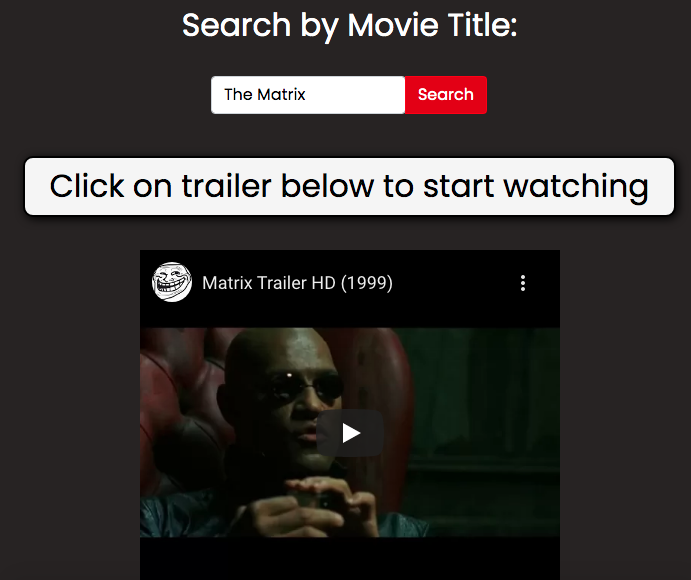 Search by Movie Title:
The Matrix
Search
Click on trailer below to start watching
Matrix Trailer HD (1999)